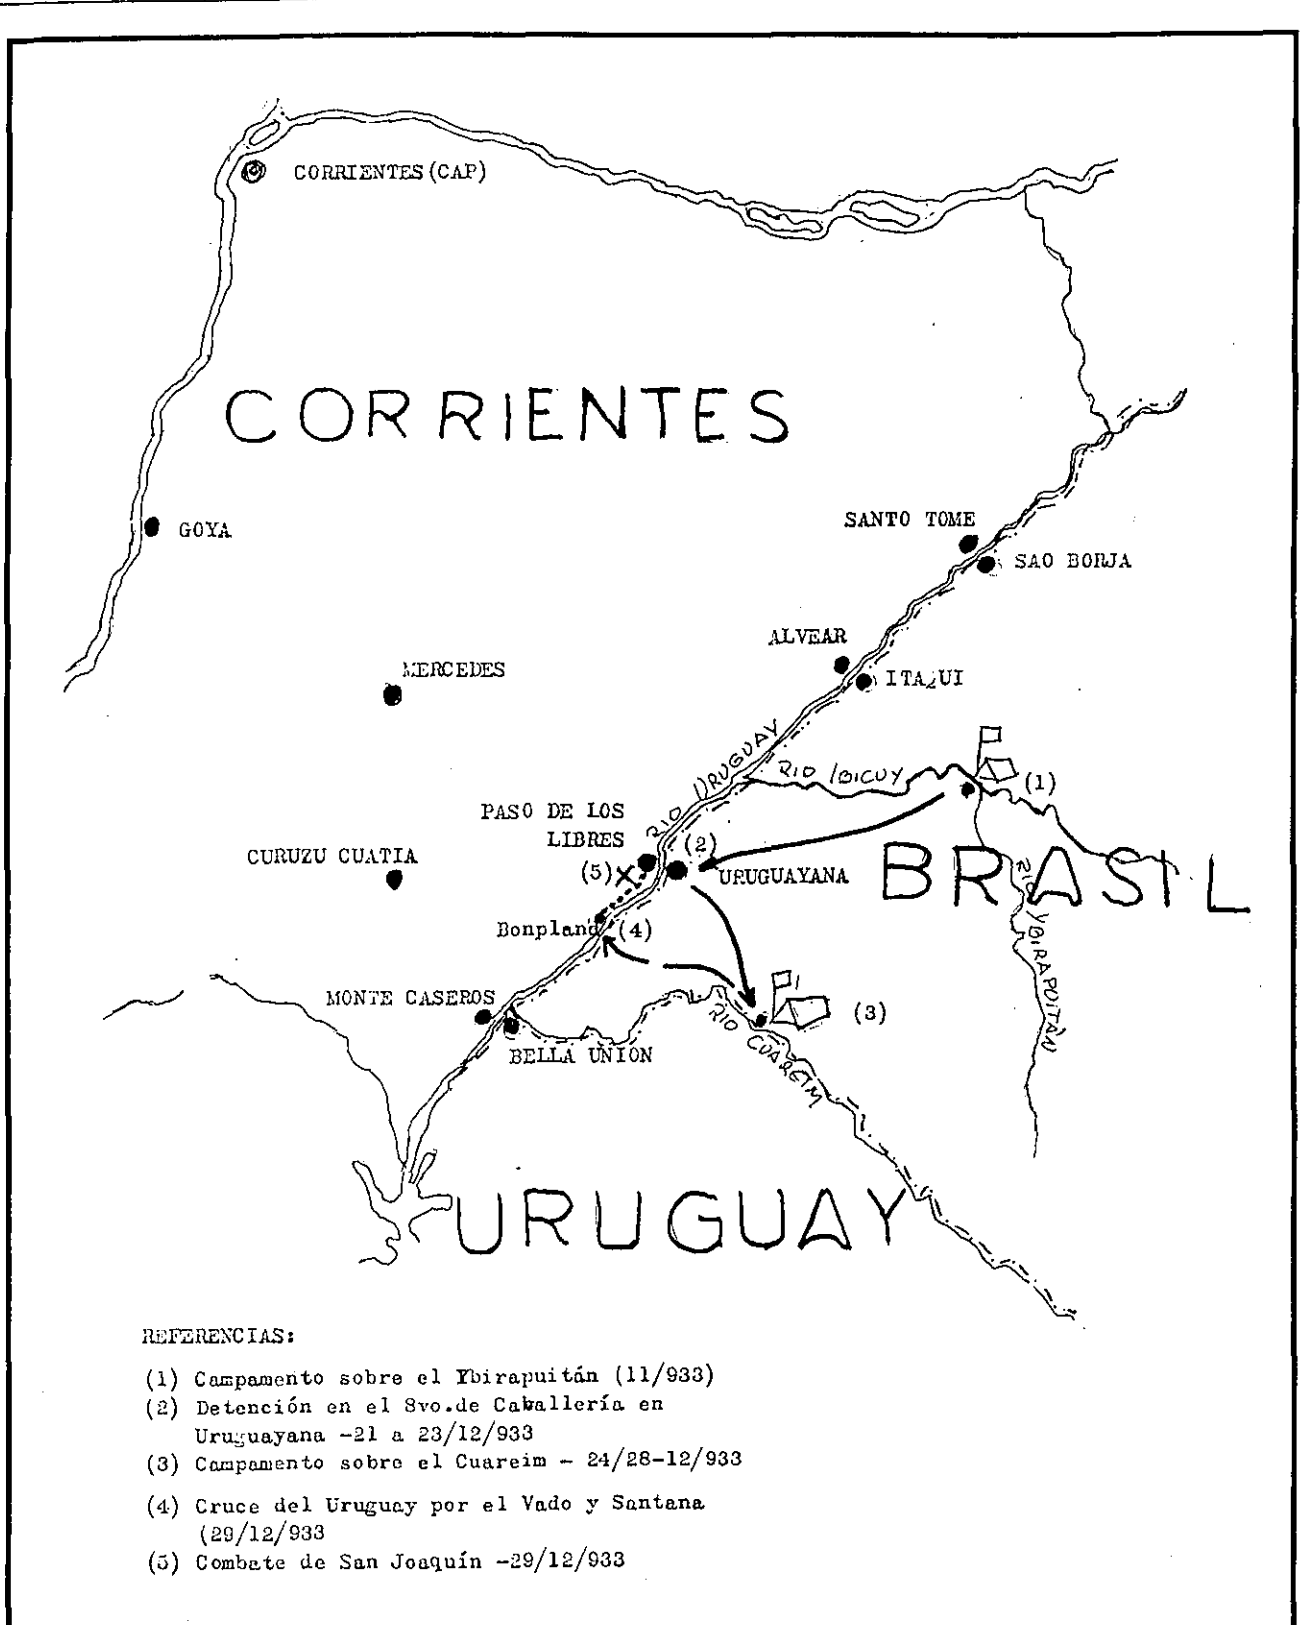 CORRIENTES (CAP)
CORRIENTES
GOYA
SANTO TOME
SAO BORJA
ALVEAR
ITAQUI
MERCEDES
RIO URUGUAY
RIO IBICUY
(1)
PASO DE LOS
LIBRES
(2)
CURUZU CUATIA
(5)
URUGUAYANA
BRASIL
Bonpland
(4)
RIO YBIRAPUITÁN
MONTE CASEROS
(3)
RIO CUAREIM
BELLA UNION
URUGUAY
REFERENCIAS:
(1) Campamento sobre el Ybirapuitán (11/933)
(2) Detención en el 8vo.de Caballería en
Uruguayana -21 a 23/12/933
(3) Campamento sobre el Cuareim - 24/28-12/933
(4) Cruce del Uruguay por el Vado y Santana
(29/12/933
(5) Combate de San Joaquín -29/12/933